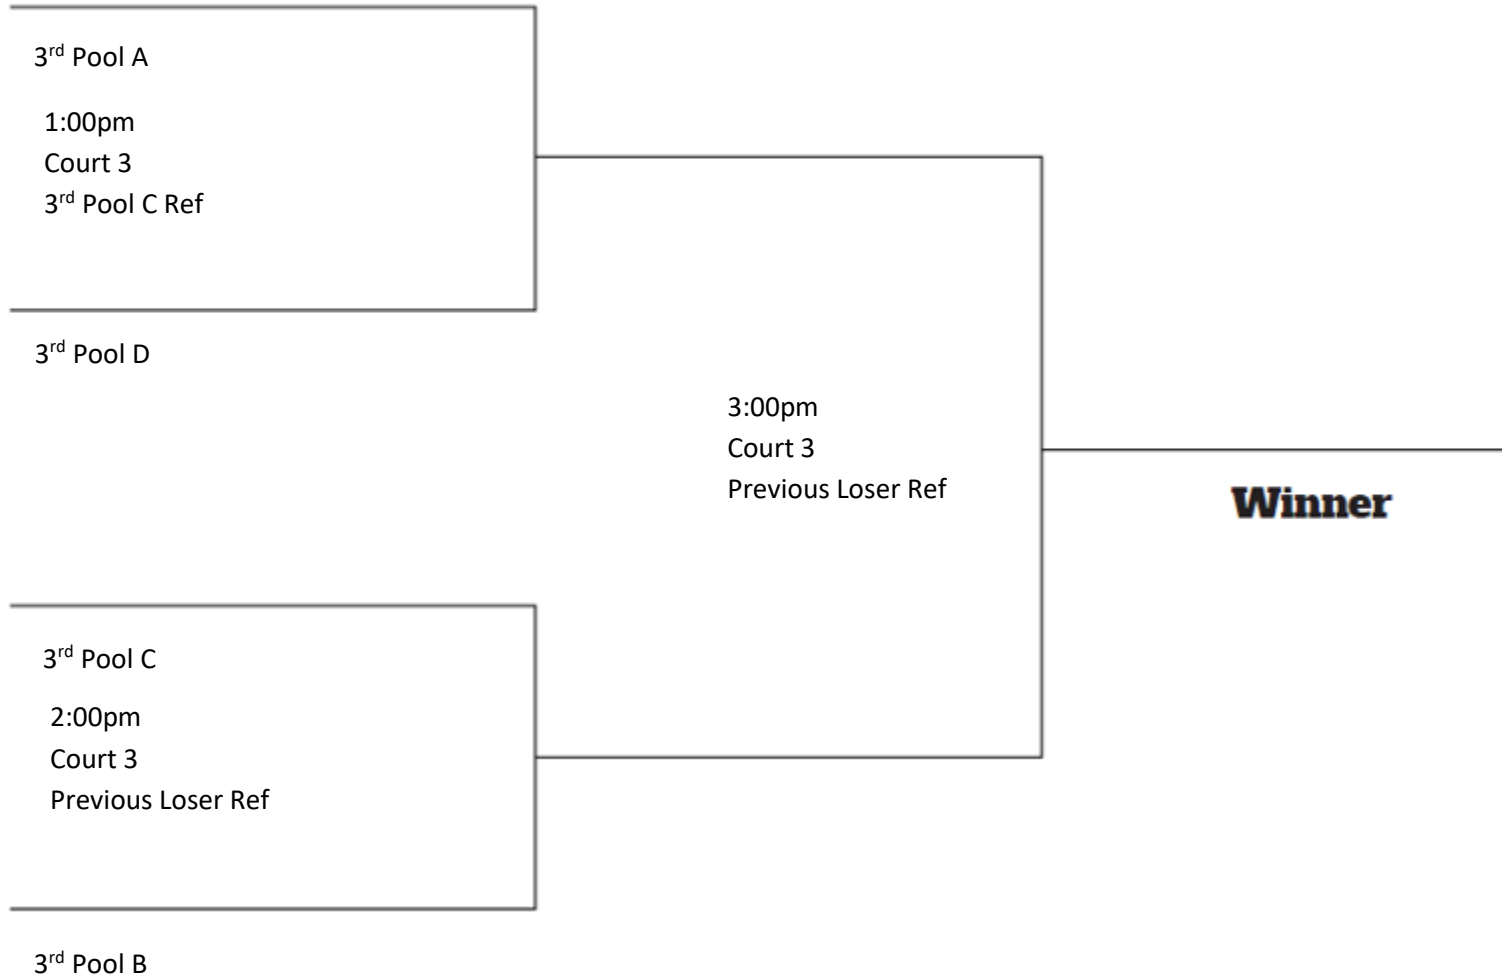 3rd Pool A
1:00pm
Court 3
3rd Pool C Ref
3rd Pool D
3:00pm
Court 3
Previous Loser Ref
Winner
3rd Pool C
2:00pm
Court 3
Previous Loser Ref
3rd Pool B